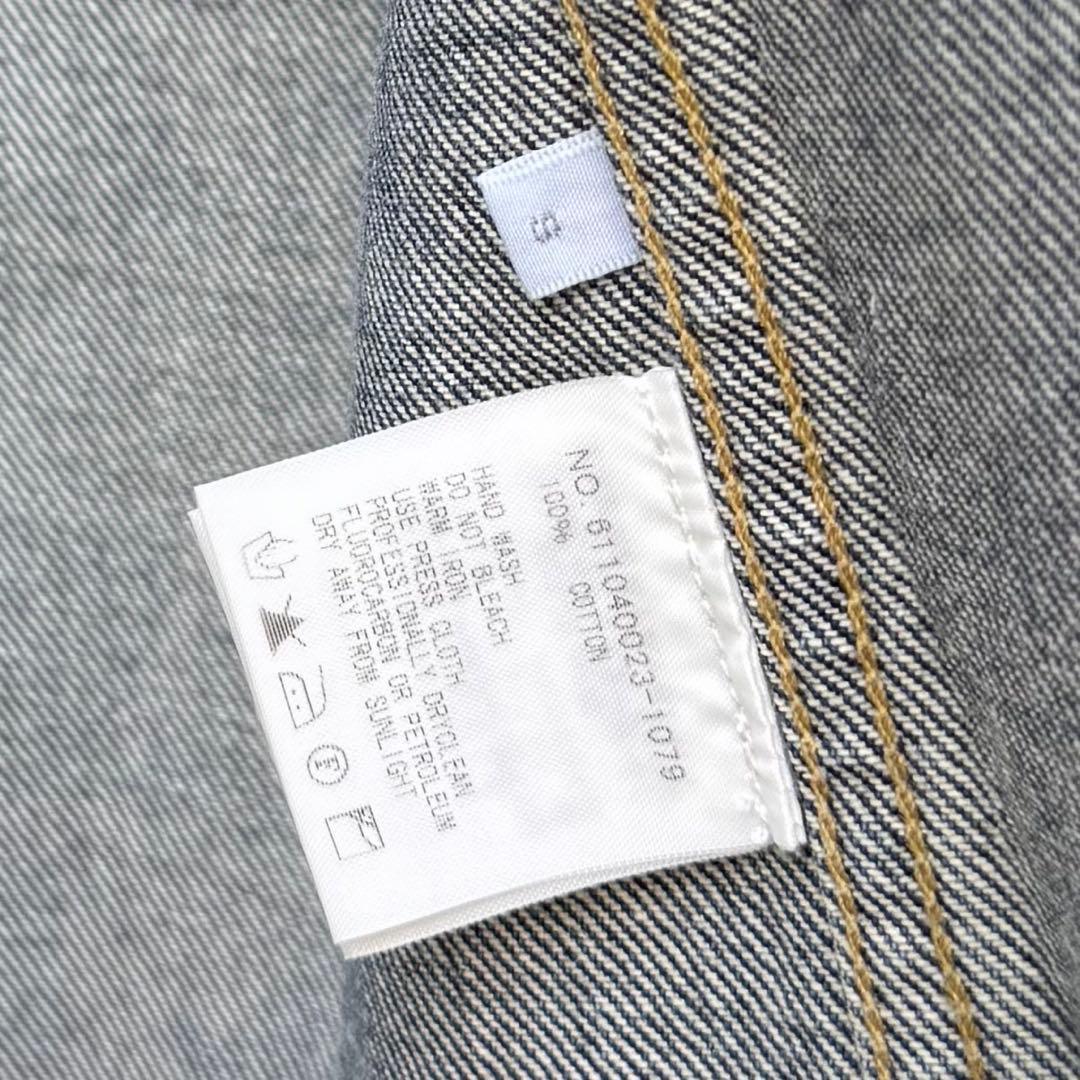 NO. 611040023-1079
100% COTTON
HAND WASH
DO NOT BLEACH
WARM IRON
USE PRESS CLOTH
PROFESSIONALLY DRYCLEAN
FLUOROCARBON OR PETROLEUM
DRY AWAY FROM SUNLIGHT